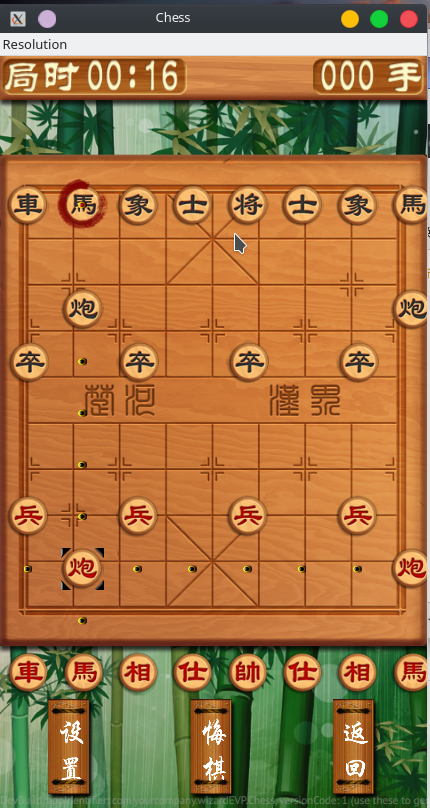 Chess
Resolution
局时 00:16 000 手
車 馬 象 士 将 士 象 馬
炮 炮
卒 卒 卒 卒
楚河 漢界
兵 兵 兵 兵
炮 炮
車 馬 相 仕 帥 仕 相 馬
设置 悔棋 返回